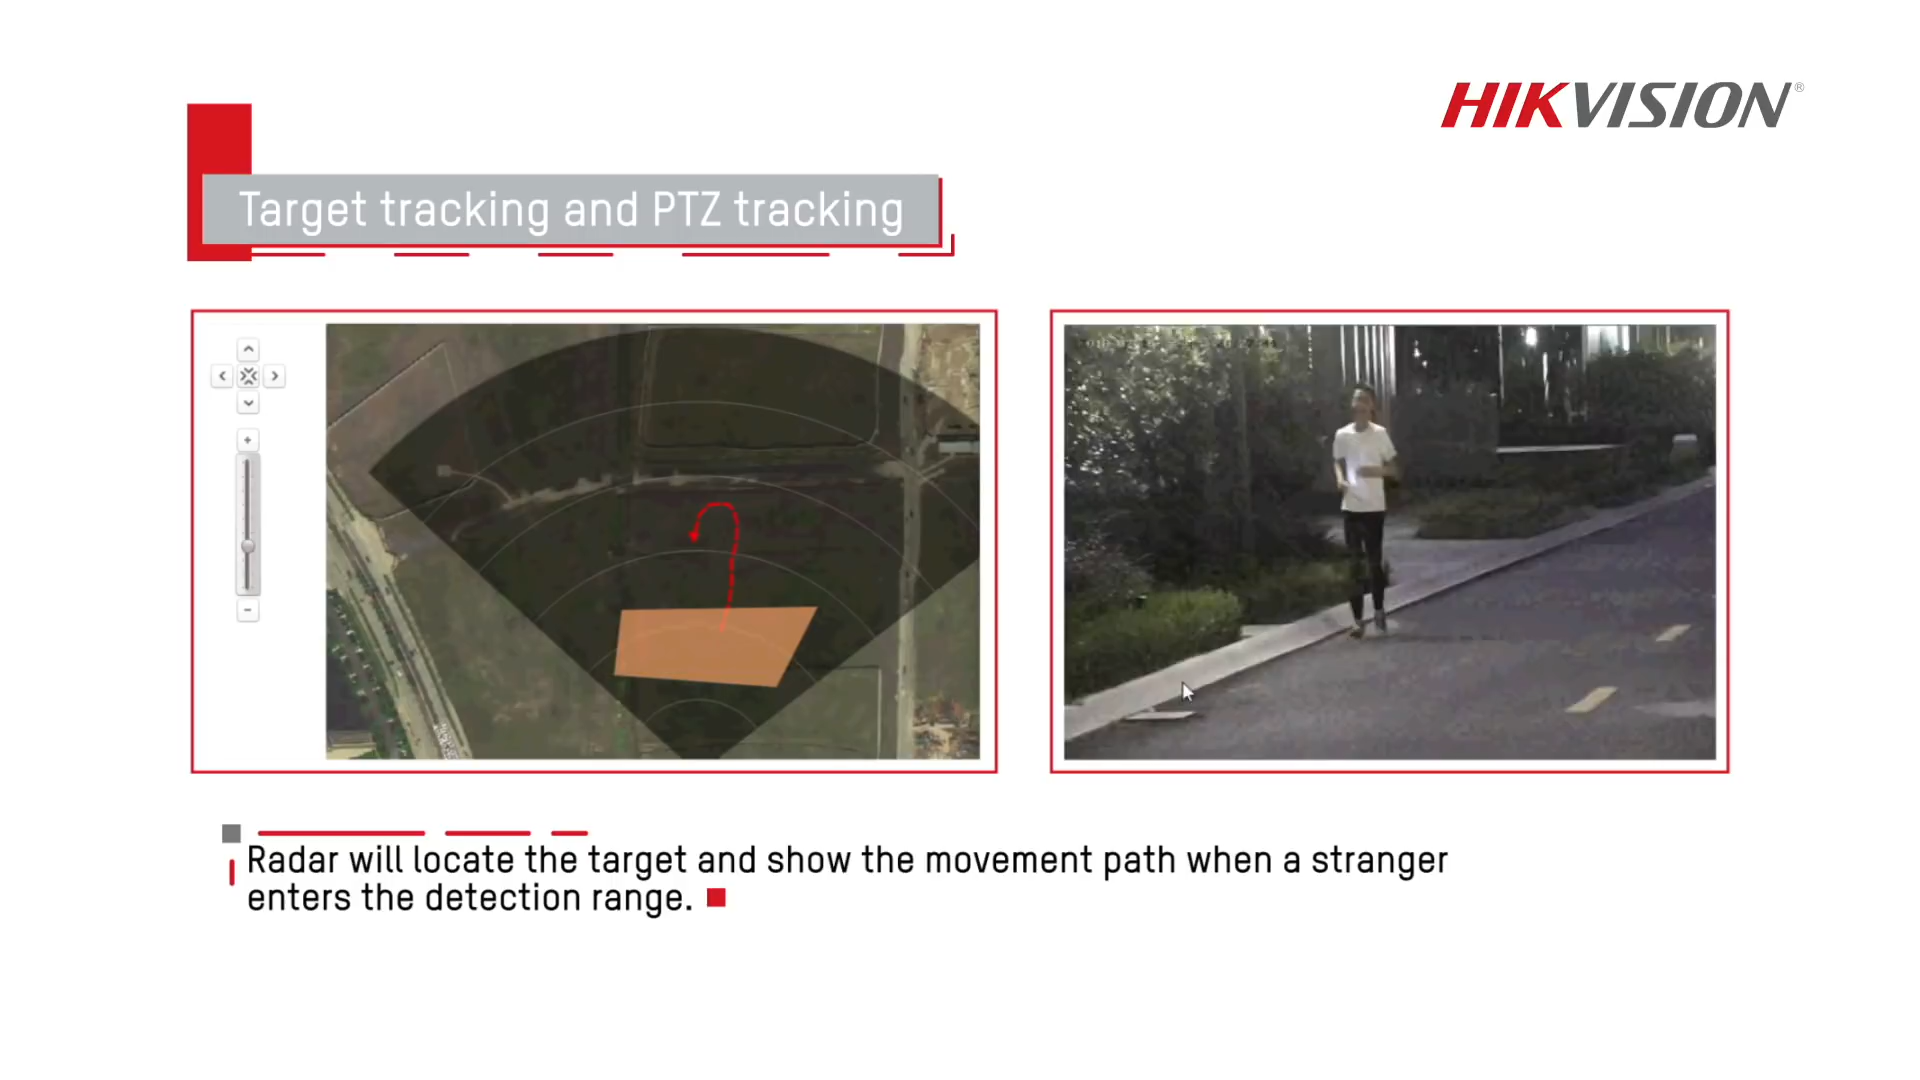 HIKVISION®
Target tracking and PTZ tracking
Radar will locate the target and show the movement path when a stranger
enters the detection range.